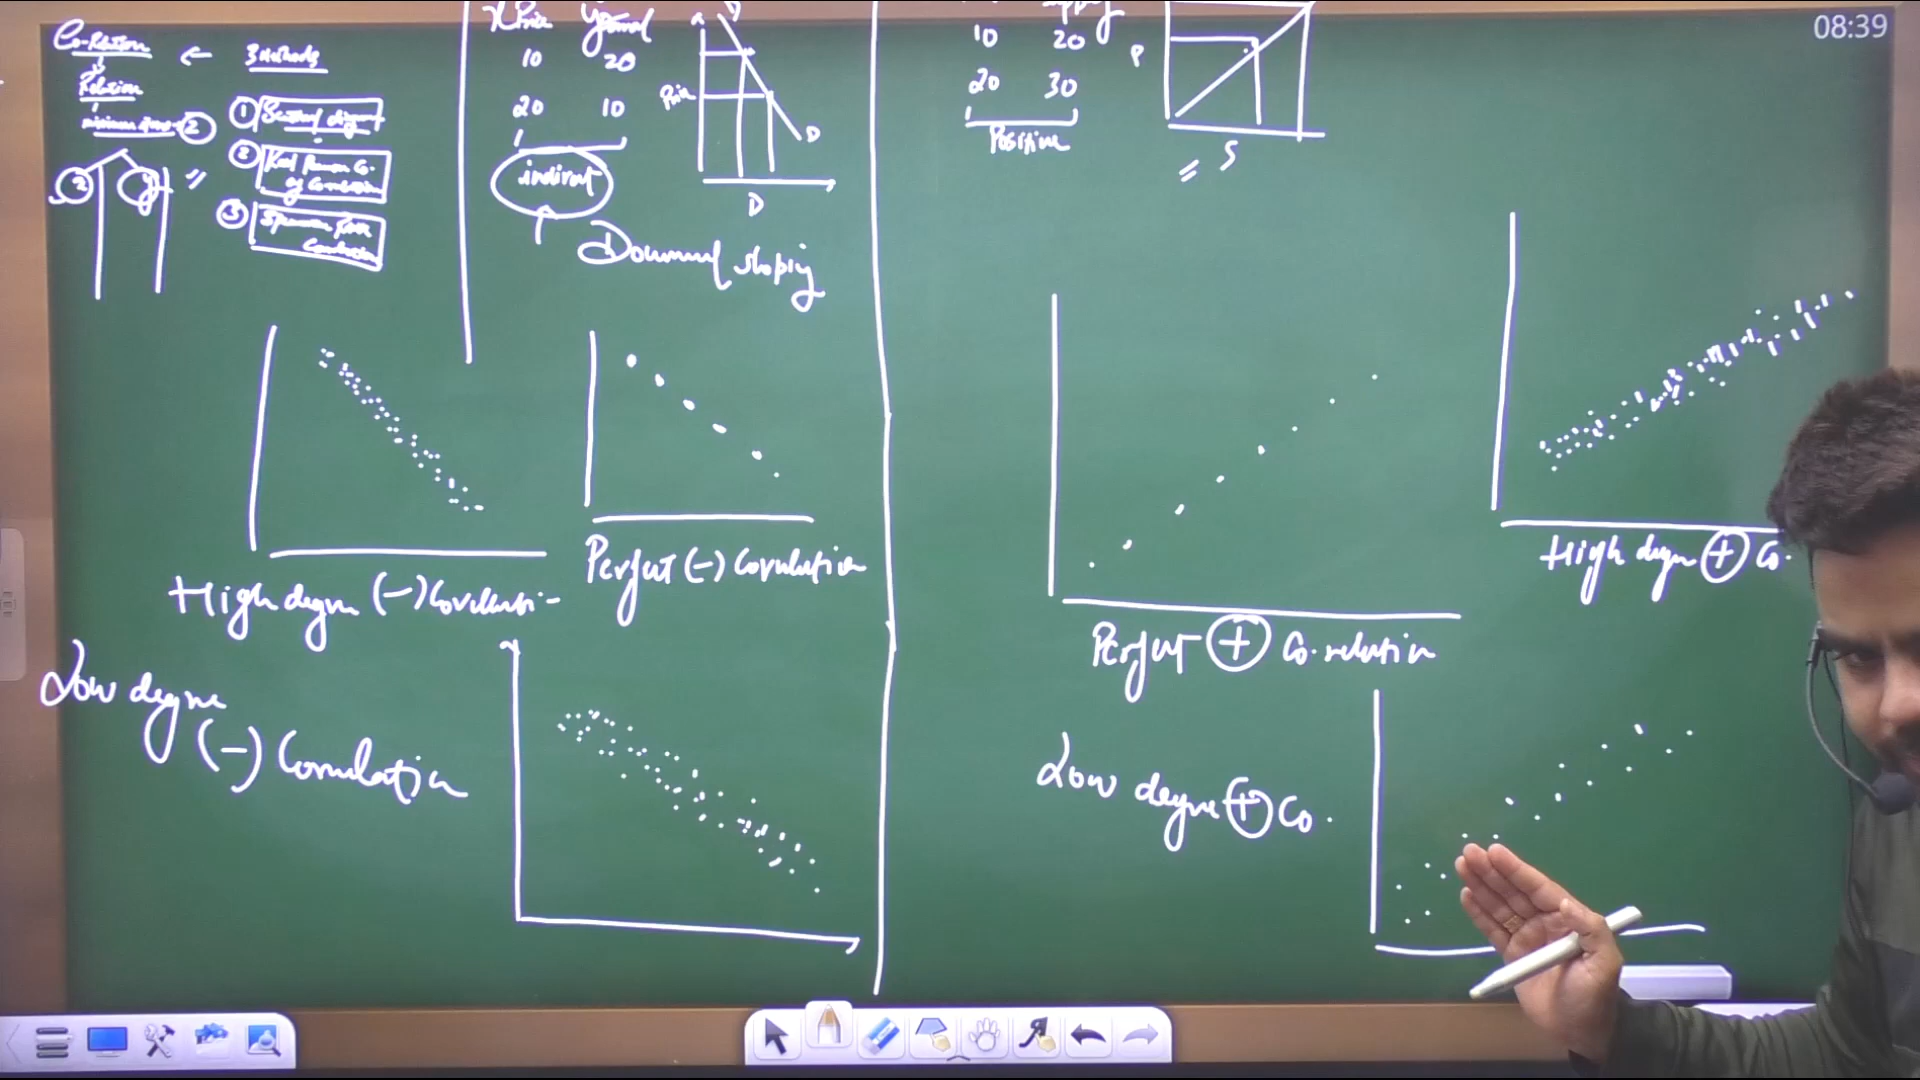 08:39
Co-Relation ← 3 methods
Relation
②
①
②
③
x Price
10 20
20 10
indirect
Price
D
D
Downward sloping
10 20
20 30
Positive
P
S
High degree (-) Correlation
Perfect (-) Correlation
Low degree
(-) Correlation
Perfect + Co-relation
High degree + Co.
Low degree + Co.